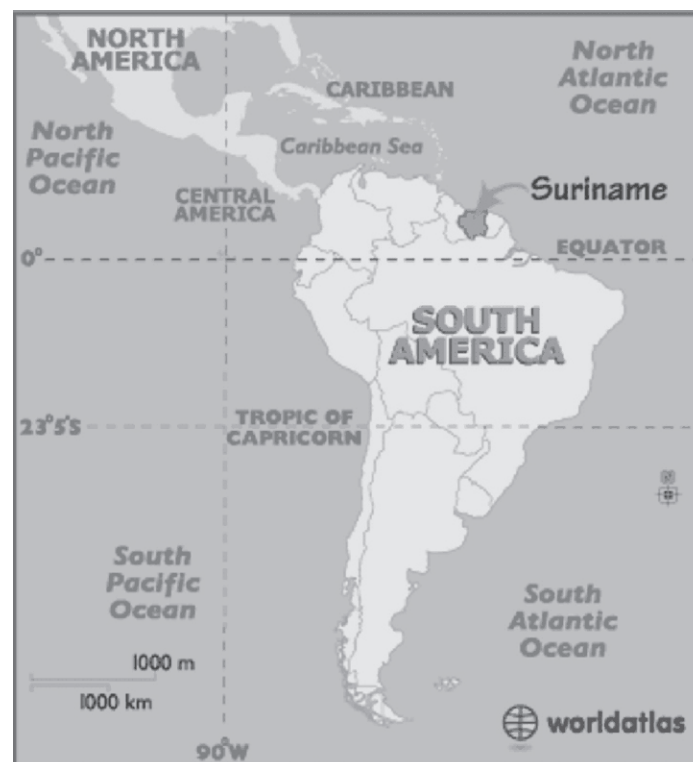 NORTH
AMERICA
North
Atlantic
Ocean
CARIBBEAN
North
Pacific
Ocean
Caribbean Sea
CENTRAL
AMERICA
Suriname
EQUATOR
0°
SOUTH
AMERICA
TROPIC OF
CAPRICORN
23°5'S
South
Pacific
Ocean
South
Atlantic
Ocean
1000 m
1000 km
worldatlas
90°W